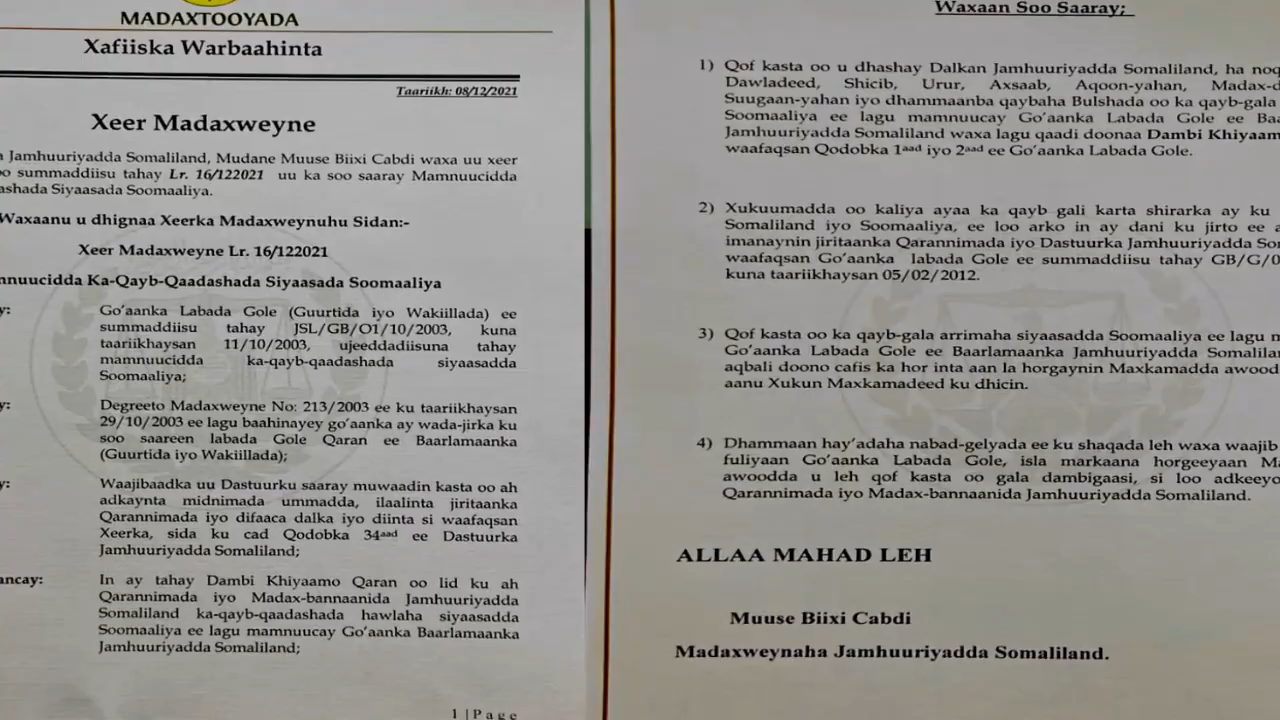 MADAXTOOYADA
Xafiiska Warbaahinta
Taariikh: 08/12/2021
Xeer Madaxweyne
Jamhuuriyadda Somaliland, Mudane Muuse Biixi Cabdi waxa uu xeer
summaddiisu tahay Lr. 16/122021 uu ka soo saaray Mamnuucidda
Siyaasada Soomaaliya.
Waxaanu u dhignaa Xeerka Madaxweynuhu Sidan:-
Xeer Madaxweyne Lr. 16/122021
Ka-Qayb-Qaadashada Siyaasada Soomaaliya
Go'aanka Labada Gole (Guurtida iyo Wakiillada) ee
summaddiisu tahay JSL/GB/O1/10/2003, kuna
taariikhaysan 11/10/2003, ujeeddadiisuna tahay
mamnuucidda ka-qayb-qaadashada siyaasadda
Soomaaliya;
Degreeto Madaxweyne No: 213/2003 ee ku taariikhaysan
29/10/2003 ee lagu baahinayey go'aanka ay wada-jirka ku
soo saareen labada Gole Qaran ee Baarlamaanka
(Guurtida iyo Wakiillada);
Waajibaadka uu Dastuurku saaray muwaadin kasta oo ah
adkaynta midnimada ummadda, ilaalinta jiritaanka
Qarannimada iyo difaaca dalka iyo diinta si waafaqsan
Xeerka, sida ku cad Qodobka 34aad ee Dastuurka
Jamhuuriyadda Somaliland;
In ay tahay Dambi Khiyaamo Qaran oo lid ku ah
Qarannimada iyo Madax-bannaanida Jamhuuriyadda
Somaliland ka-qayb-qaadashada hawlaha siyaasadda
Soomaaliya ee lagu mamnuucay Go'aanka Baarlamaanka
Jamhuuriyadda Somaliland;
1 | Page
Waxaan Soo Saaray;
1) Qof kasta oo u dhashay Dalkan Jamhuuriyadda Somaliland, ha
Dawladeed, Shicib, Urur, Axsaab, Aqoon-yahan,
Suugaan-yahan iyo dhammaanba qaybaha Bulshada oo ka qayb-gala
Soomaaliya ee lagu mamnuucay Go'aanka Labada Gole ee
Jamhuuriyadda Somaliland waxa lagu qaadi doonaa Dambi
waafaqsan Qodobka 1aad iyo 2aad ee Go'aanka Labada Gole.
2) Xukuumadda oo kaliya ayaa ka qayb gali karta shirarka ay ku
Somaliland iyo Soomaaliya, ee loo arko in ay dani ku jirto ee
imanaynin jiritaanka Qarannimada iyo Dastuurka Jamhuuriyadda
waafaqsan Go'aanka labada Gole ee summaddiisu tahay
kuna taariikhaysan 05/02/2012.
3) Qof kasta oo ka qayb-gala arrimaha siyaasadda Soomaaliya ee lagu
Go'aanka Labada Gole ee Baarlamaanka Jamhuuriyadda
aqbali doono cafis ka hor inta aan la horgaynin Maxkamadda
aanu Xukun Maxkamadeed ku dhicin.
4) Dhammaan hay'adaha nabad-gelyada ee ku shaqada leh waxa waajib
fuliyaan Go'aanka Labada Gole, isla markaana horgeeyaan
awoodda u leh qof kasta oo gala dambigaasi, si loo
Qarannimada iyo Madax-bannaanida Jamhuuriyadda Somaliland.
ALLAA MAHAD LEH
Muuse Biixi Cabdi
Madaxweynaha Jamhuuriyadda Somaliland.